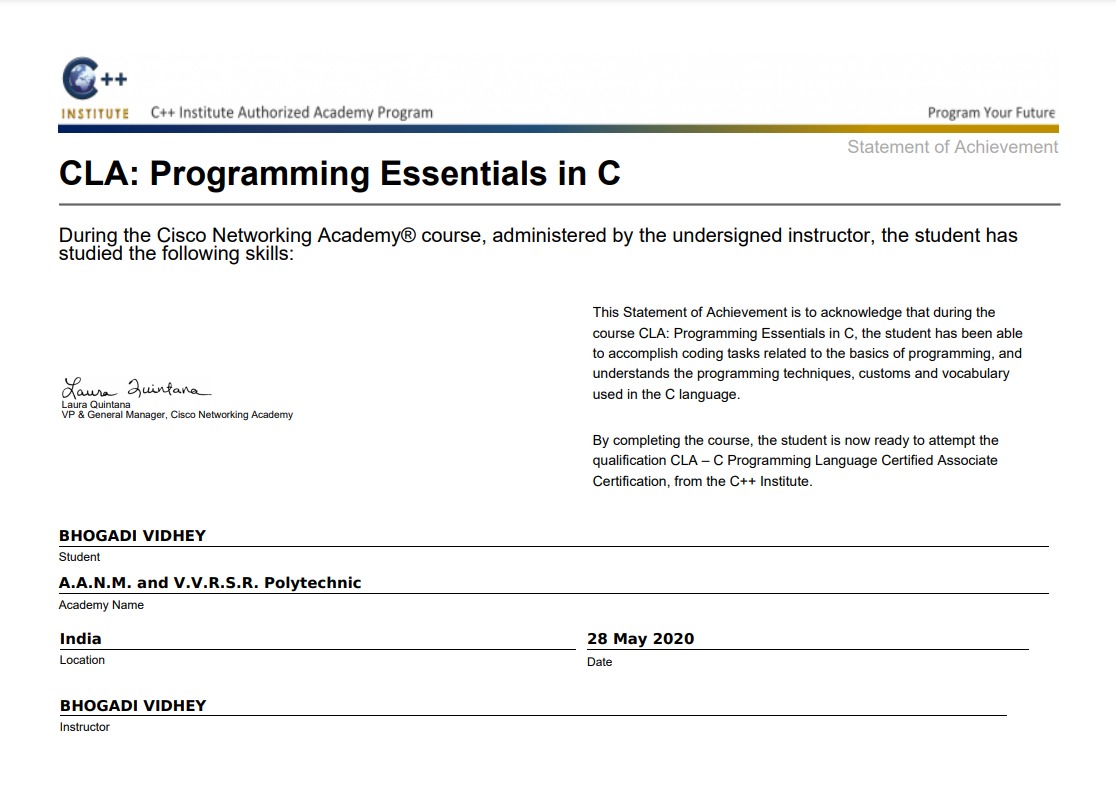 C++
INSTITUTE
C++ Institute Authorized Academy Program
Program Your Future
Statement of Achievement
CLA: Programming Essentials in C
During the Cisco Networking Academy® course, administered by the undersigned instructor, the student has
studied the following skills:
This Statement of Achievement is to acknowledge that during the
course CLA: Programming Essentials in C, the student has been able
to accomplish coding tasks related to the basics of programming, and
understands the programming techniques, customs and vocabulary
used in the C language.
By completing the course, the student is now ready to attempt the
qualification CLA – C Programming Language Certified Associate
Certification, from the C++ Institute.
Laura Quintana
Laura Quintana
VP & General Manager, Cisco Networking Academy
BHOGADI VIDHEY
Student
A.A.N.M. and V.V.R.S.R. Polytechnic
Academy Name
India
Location
28 May 2020
Date
BHOGADI VIDHEY
Instructor